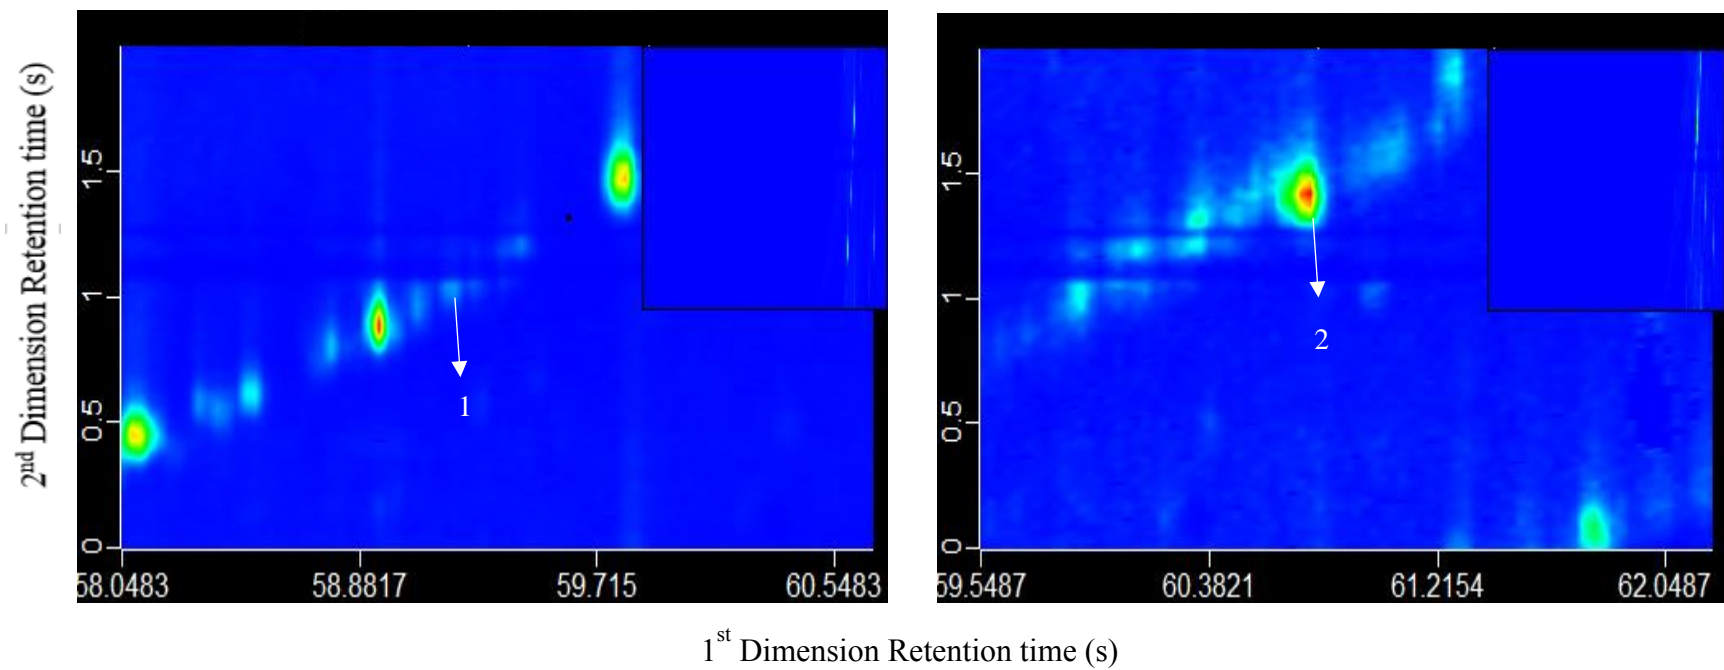 2nd Dimension Retention time (s)
1.5
1
0.5
0
58.0483 58.8817 59.715 60.5483
1
1.5
1
0.5
0
59.5487 60.3821 61.2154 62.0487
2
1st Dimension Retention time (s)